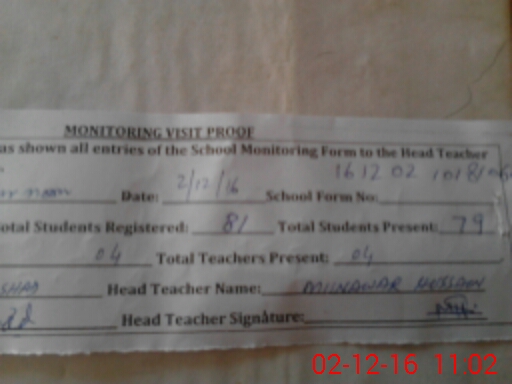 MONITORING VISIT PROOF
as shown all entries of the School Monitoring Form to the Head Teacher
16 12 02
Date: 2/12/16 School Form No:
otal Students Registered: 81 Total Students Present: 79
04 Total Teachers Present: 04
SHAD Head Teacher Name: MUNAWAR HUSSAIN
Head Teacher Signature:
02-12-16 11:02